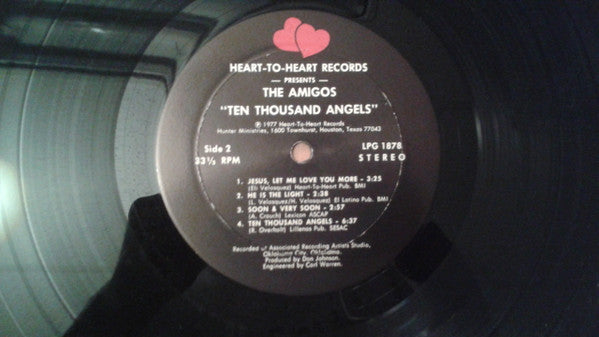 HEART-TO-HEART RECORDS
— PRESENTS —
THE AMIGOS
"TEN THOUSAND ANGELS"
℗ 1977 Heart-To-Heart Records
Hunter Ministries, 1600 Townhurst, Houston, Texas 77043
Side 2 LPG 1878
33⅓ RPM STEREO
1. JESUS, LET ME LOVE YOU MORE - 3:25
(Eli Velasquez) Heart-To-Heart Pub. BMI
2. HE IS THE LIGHT - 2:38
(L. Velasquez/H. Velasquez) El Latino Pub. BMI
3. SOON & VERY SOON - 2:57
(A. Crouch) Lexicon ASCAP
4. TEN THOUSAND ANGELS - 6:37
(R. Overholt) Lillenas Pub. SESAC
Recorded at Associated Recording Artists Studio,
Oklahoma City, Oklahoma.
Produced by Don Johnson.
Engineered by Carl Warren.